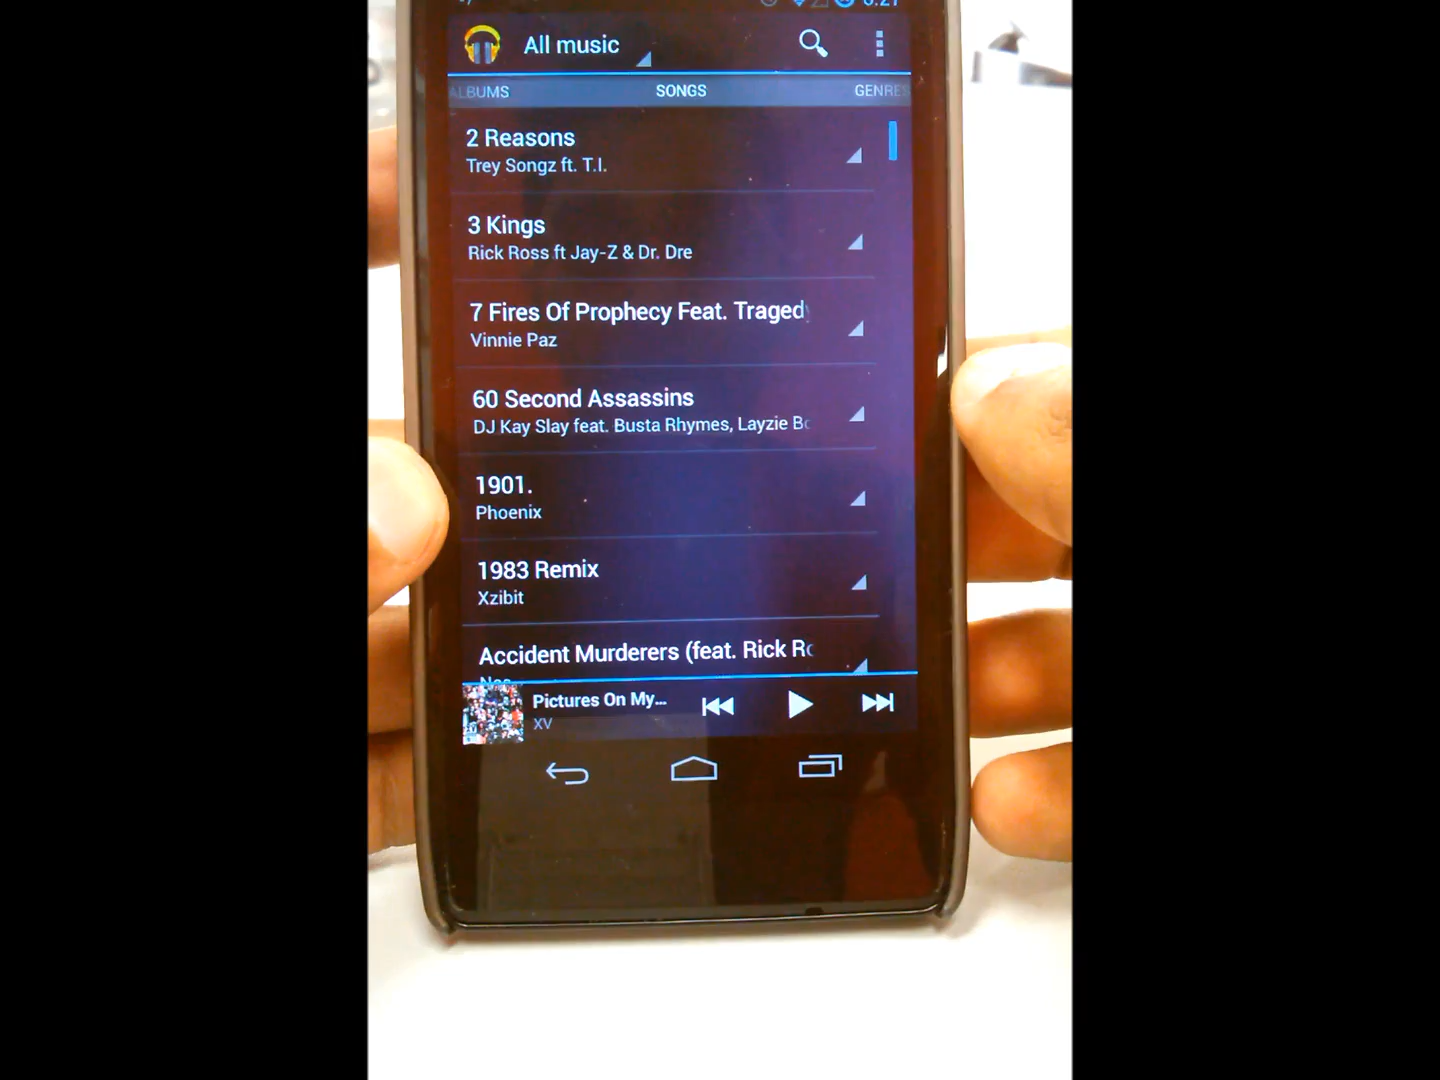 All music
ALBUMS SONGS GENRES
2 Reasons
Trey Songz ft. T.I.
3 Kings
Rick Ross ft Jay-Z & Dr. Dre
7 Fires Of Prophecy Feat. Traged
Vinnie Paz
60 Second Assassins
DJ Kay Slay feat. Busta Rhymes, Layzie Bo
1901.
Phoenix
1983 Remix
Xzibit
Accident Murderers (feat. Rick Ro
Pictures On My...
XV